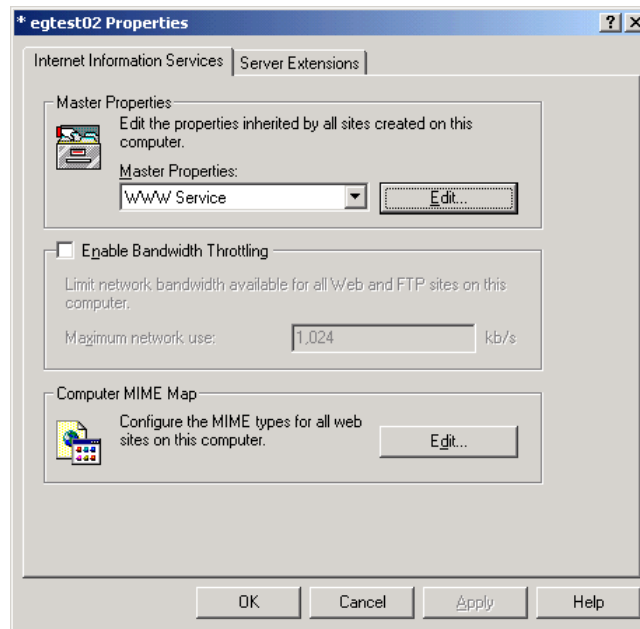 * egtest02 Properties
Internet Information Services
Server Extensions
Master Properties
Edit the properties inherited by all sites created on this
computer.
Master Properties:
WWW Service
Edit...
Enable Bandwidth Throttling
Limit network bandwidth available for all Web and FTP sites on this
computer.
Maximum network use:
1,024
kb/s
Computer MIME Map
Configure the MIME types for all web
sites on this computer.
Edit...
OK
Cancel
Apply
Help